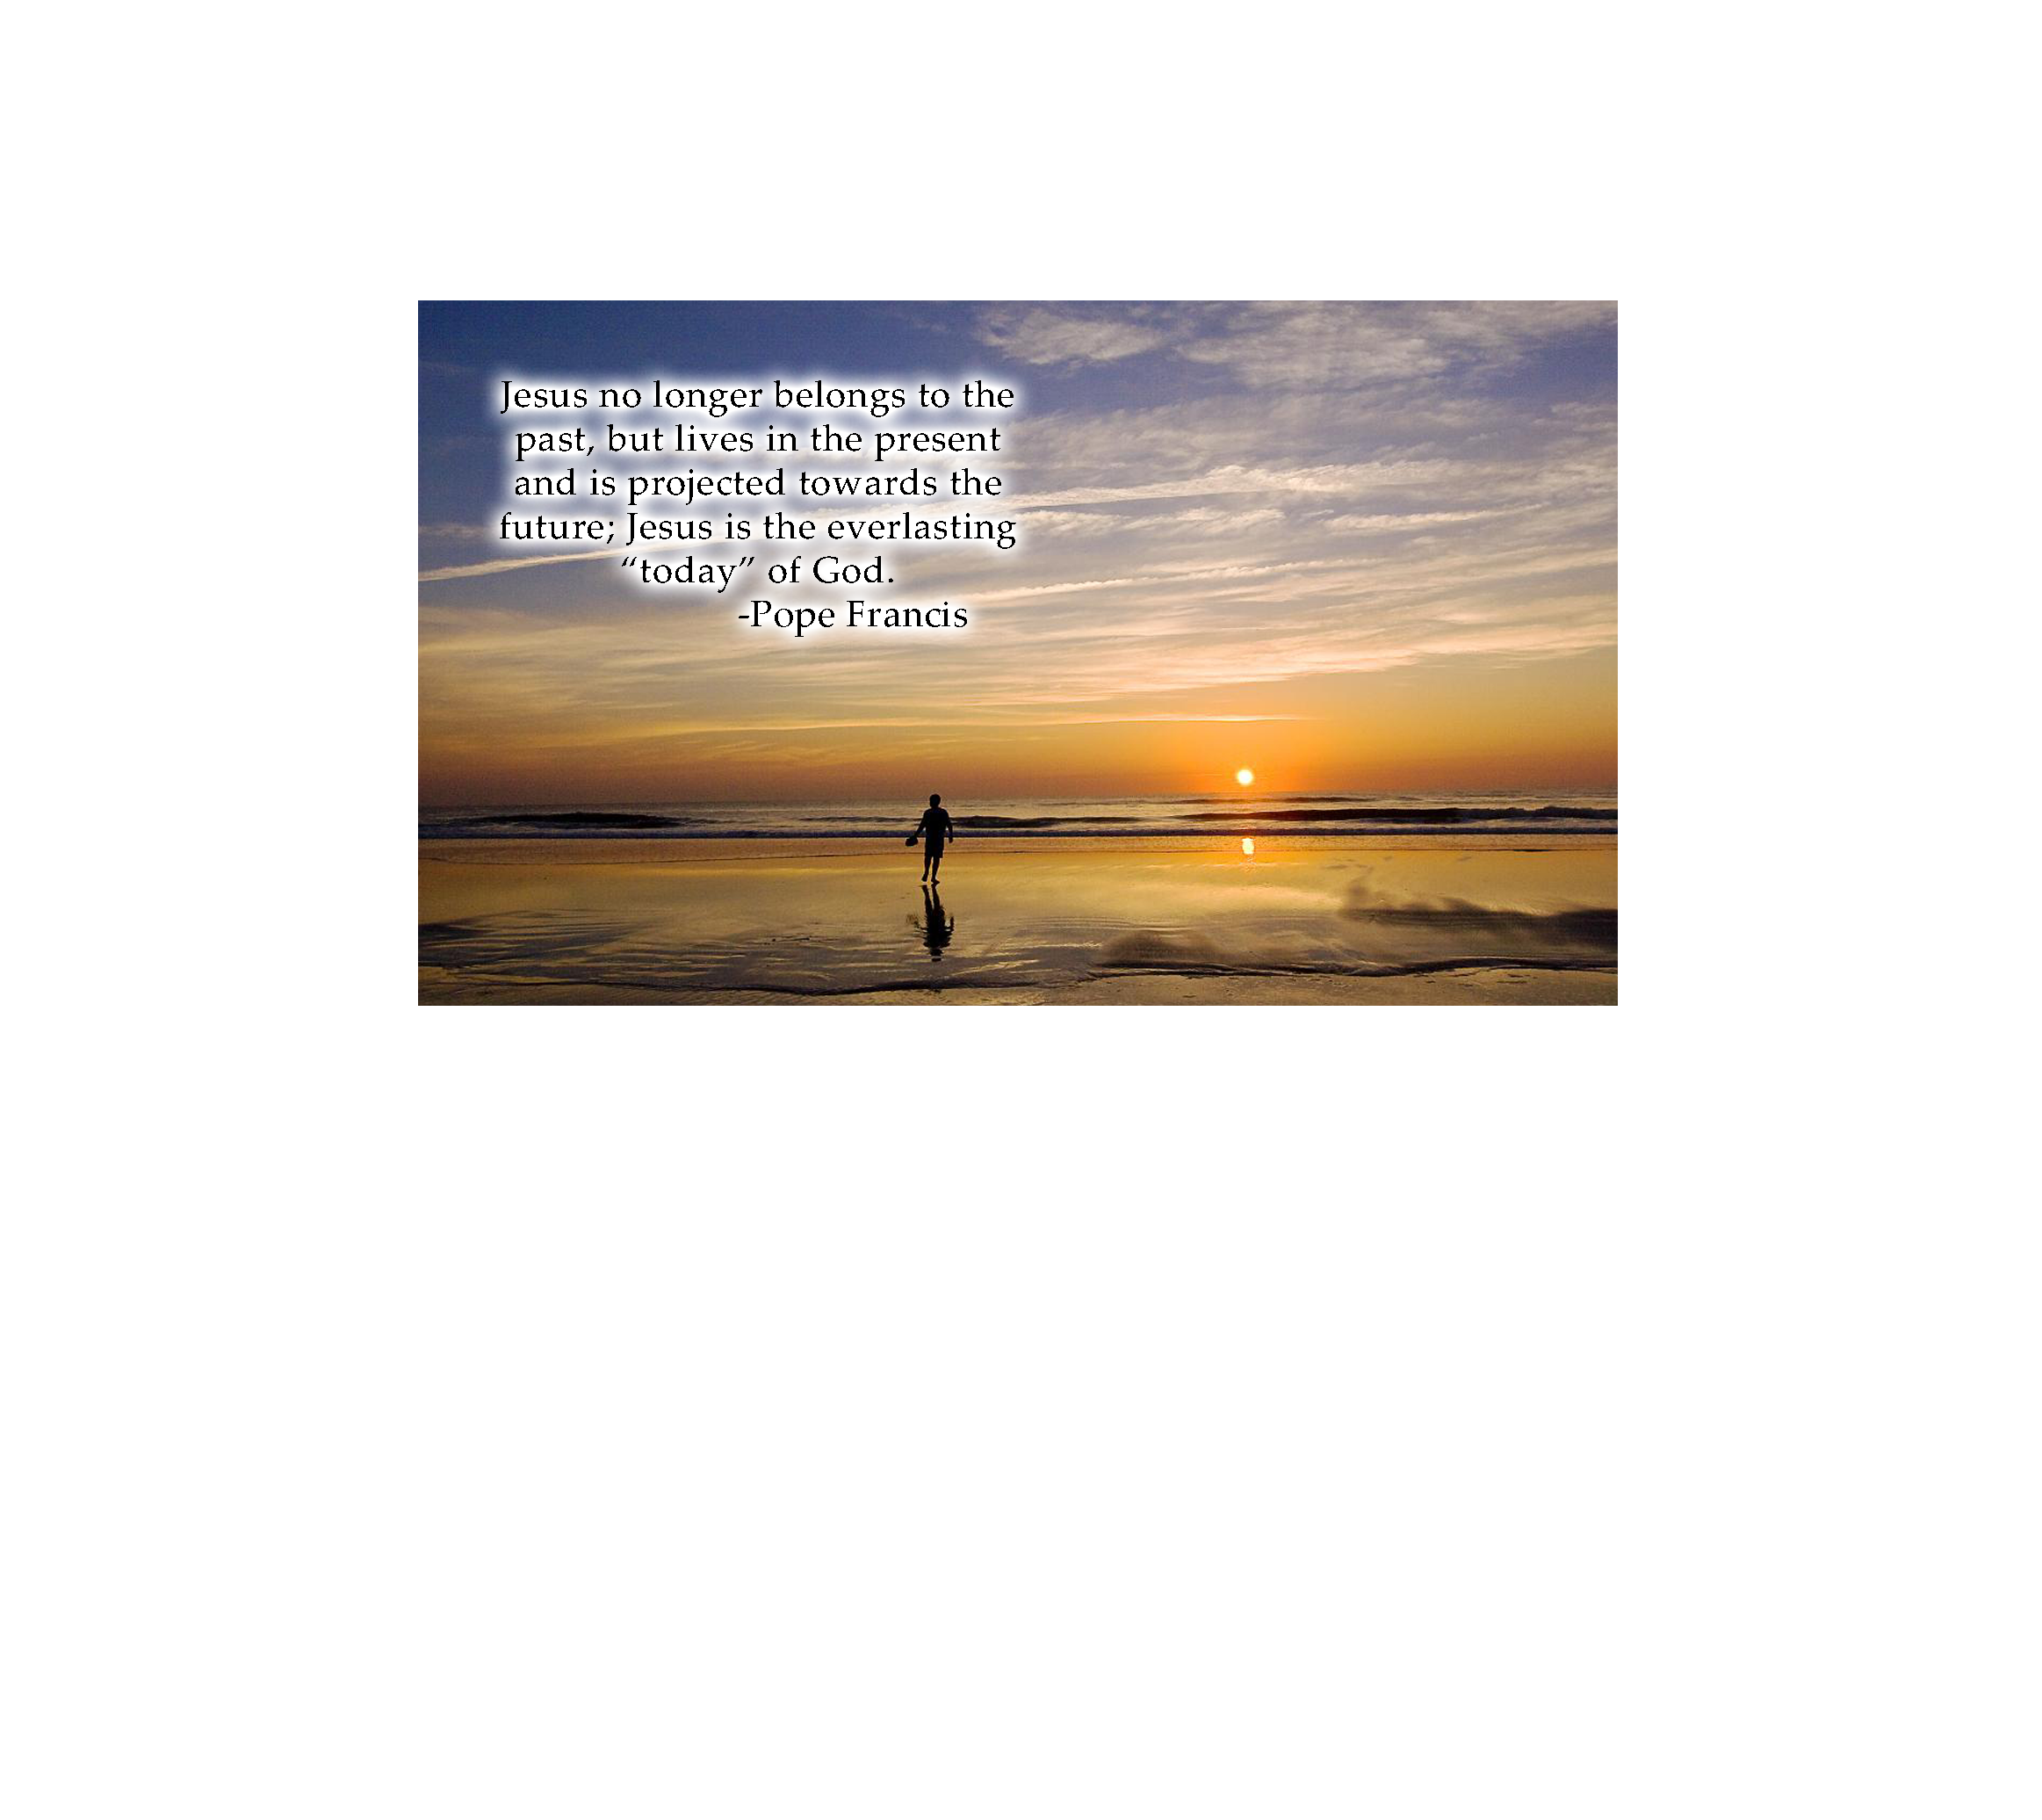 Jesus no longer belongs to the
past, but lives in the present
and is projected towards the
future; Jesus is the everlasting
“today” of God.
-Pope Francis